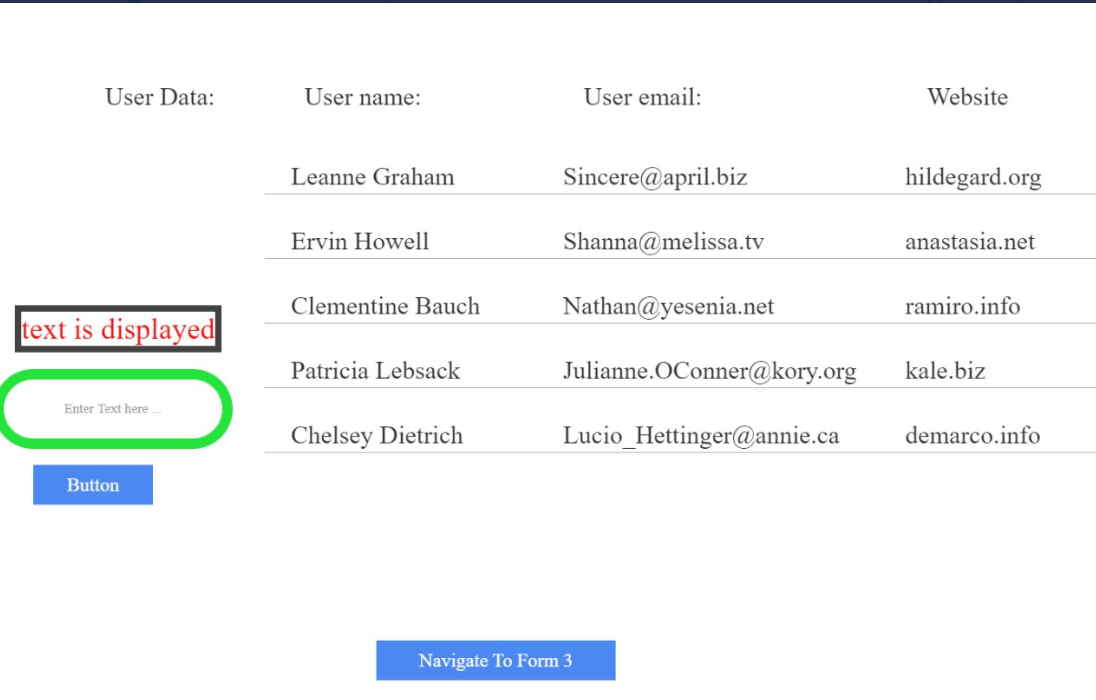 User Data: User name: User email: Website
Leanne Graham Sincere@april.biz hildegard.org
Ervin Howell Shanna@melissa.tv anastasia.net
Clementine Bauch Nathan@yesenia.net ramiro.info
text is displayed
Patricia Lebsack Julianne.OConner@kory.org kale.biz
Enter Text here ...
Chelsey Dietrich Lucio_Hettinger@annie.ca demarco.info
Button
Navigate To Form 3